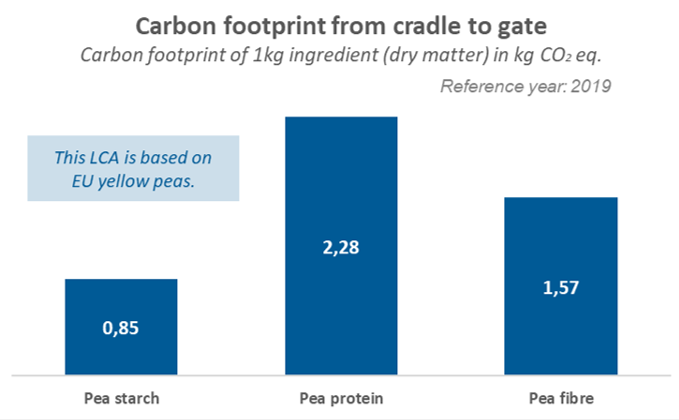 Carbon footprint from cradle to gate
Carbon footprint of 1kg ingredient (dry matter) in kg CO₂ eq.
Reference year: 2019
This LCA is based on
EU yellow peas.
2,28
1,57
0,85
Pea starch
Pea protein
Pea fibre